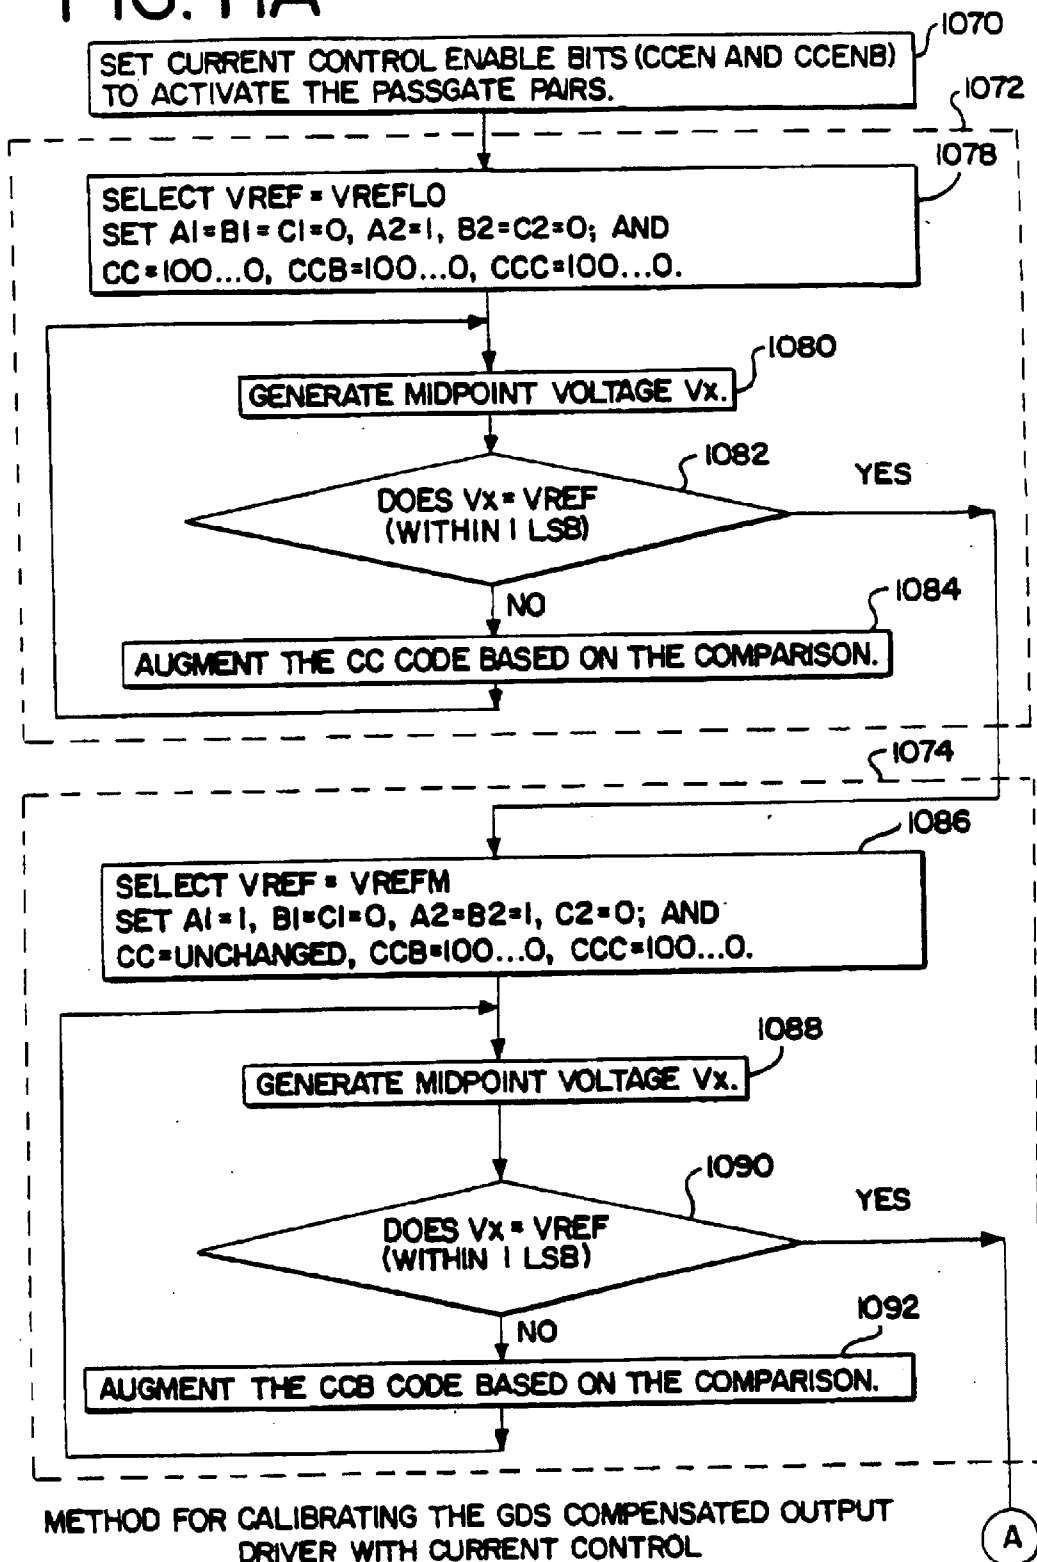 FIG. 11A
1070
SET CURRENT CONTROL ENABLE BITS (CCEN AND CCENB)
TO ACTIVATE THE PASSGATE PAIRS.
1072
1078
SELECT VREF = VREFLO
SET A1=B1=C1=0, A2=1, B2=C2=0; AND
CC=100...0, CCB=100...0, CCC=100...0.
1080
GENERATE MIDPOINT VOLTAGE Vx.
1082
DOES Vx = VREF
(WITHIN 1 LSB)
YES
NO
1084
AUGMENT THE CC CODE BASED ON THE COMPARISON.
1074
1086
SELECT VREF = VREFM
SET A1=1, B1=C1=0, A2=B2=1, C2=0; AND
CC=UNCHANGED, CCB=100...0, CCC=100...0.
1088
GENERATE MIDPOINT VOLTAGE Vx.
1090
DOES Vx = VREF
(WITHIN 1 LSB)
YES
NO
1092
AUGMENT THE CCB CODE BASED ON THE COMPARISON.
METHOD FOR CALIBRATING THE GDS COMPENSATED OUTPUT
DRIVER WITH CURRENT CONTROL
A